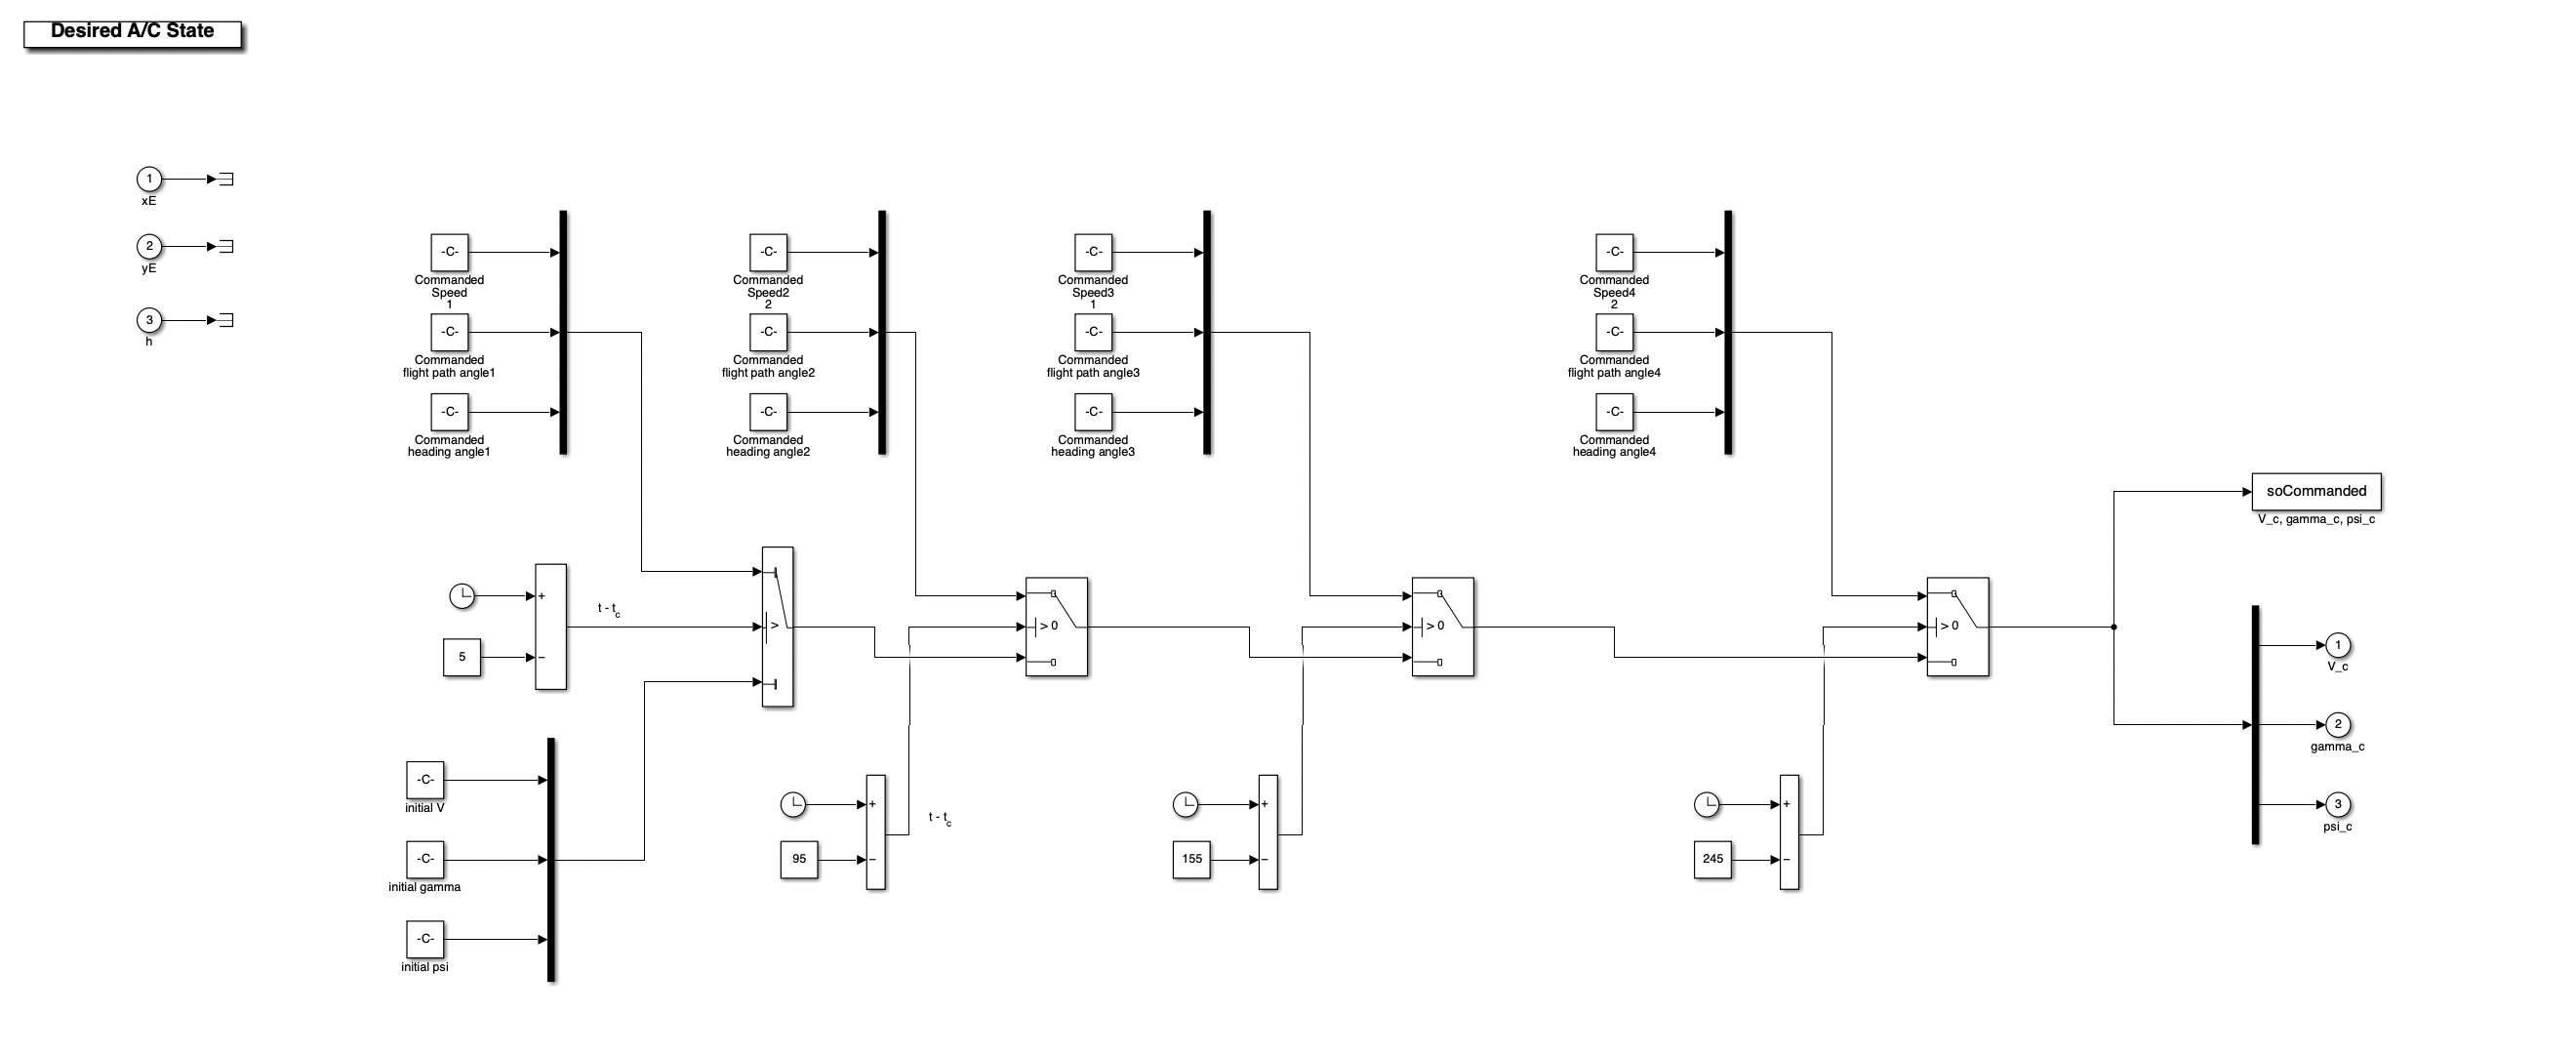 Desired A/C State
1
xE
2
yE
3
h
-C-
Commanded
Speed
1
-C-
Commanded
flight path angle1
-C-
Commanded
heading angle1
-C-
Commanded
Speed2
2
-C-
Commanded
flight path angle2
-C-
Commanded
heading angle2
-C-
Commanded
Speed3
1
-C-
Commanded
flight path angle3
-C-
Commanded
heading angle3
-C-
Commanded
Speed4
2
-C-
Commanded
flight path angle4
-C-
Commanded
heading angle4
+
5
−
t - tc
>
> 0
> 0
> 0
-C-
initial V
-C-
initial gamma
-C-
initial psi
+
95
−
t - tc
+
155
−
+
245
−
soCommanded
V_c, gamma_c, psi_c
1
V_c
2
gamma_c
3
psi_c